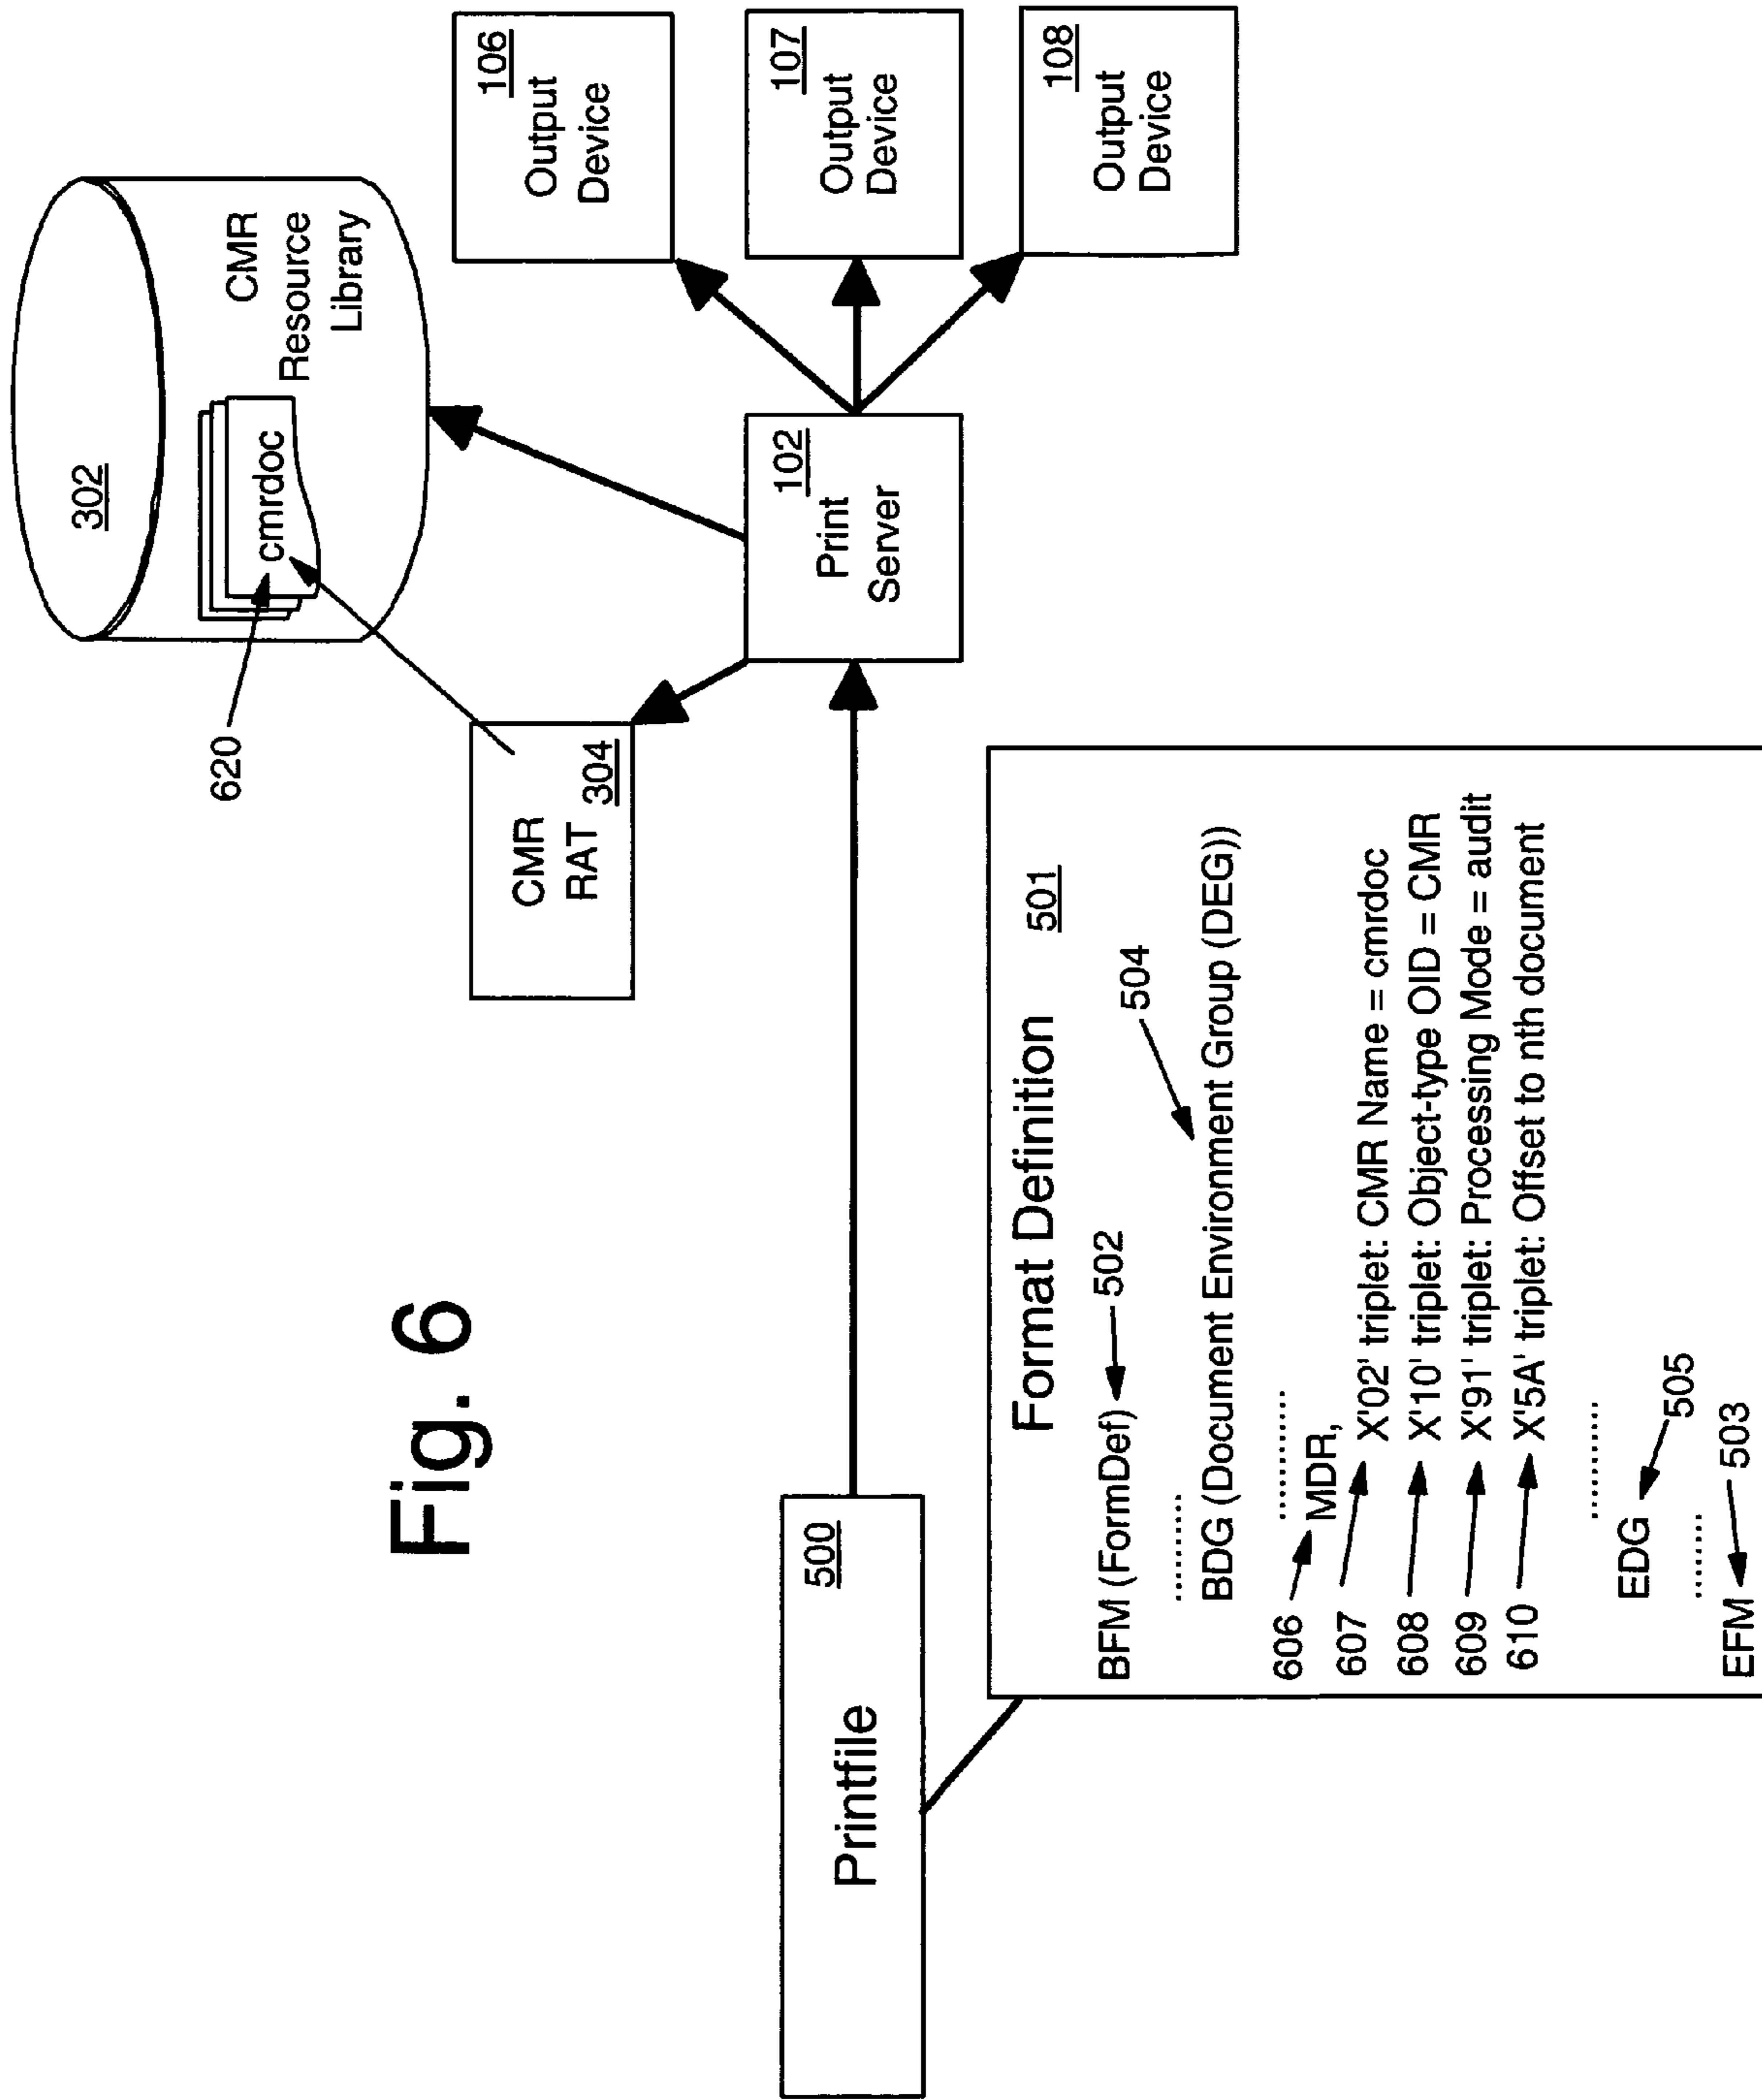 Fig. 6
302
CMR
Resource
Library
cmrdoc
620
CMR
RAT 304
102
Print
Server
106
Output
Device
107
Output
Device
108
Output
Device
500
Printfile
Format Definition 501
BFM (FormDef) 502
..........
BDG (Document Environment Group (DEG))
504
..........
606 MDR,
607 X'02' triplet: CMR Name = cmrdoc
608 X'10' triplet: Object-type OID = CMR
609 X'91' triplet: Processing Mode = audit
610 X'5A' triplet: Offset to nth document
..........
EDG 505
..........
EFM 503